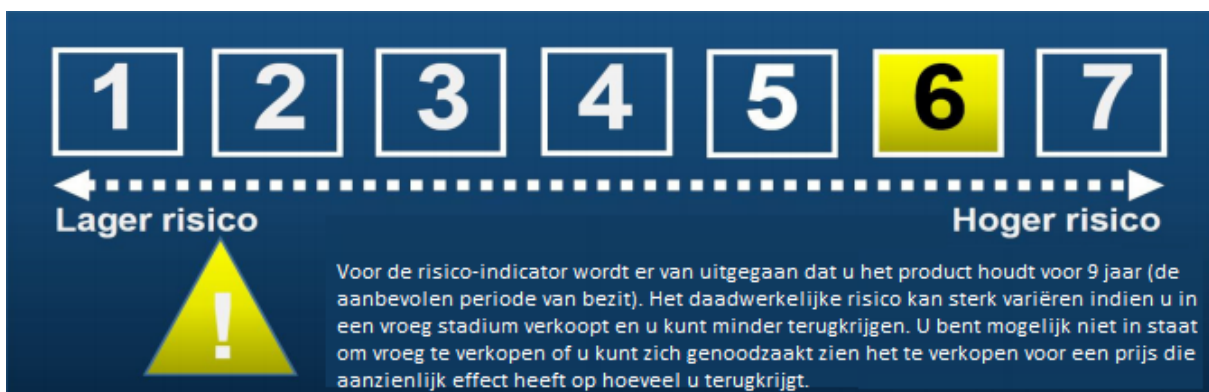 1 2 3 4 5 6 7
Lager risico Hoger risico
!
Voor de risico-indicator wordt er van uitgegaan dat u het product houdt voor 9 jaar (de
aanbevolen periode van bezit). Het daadwerkelijke risico kan sterk variëren indien u in
een vroeg stadium verkoopt en u kunt minder terugkrijgen. U bent mogelijk niet in staat
om vroeg te verkopen of u kunt zich genoodzaakt zien het te verkopen voor een prijs die
aanzienlijk effect heeft op hoeveel u terugkrijgt.